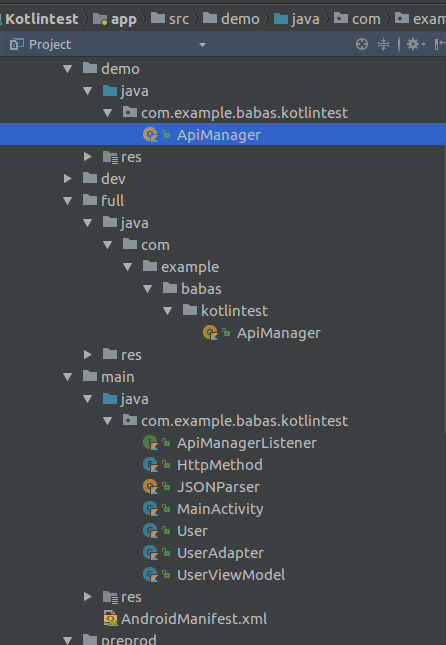 Kotlintest app src demo java com exam
Project
demo
java
com.example.babas.kotlintest
ApiManager
res
dev
full
java
com
example
babas
kotlintest
ApiManager
res
main
java
com.example.babas.kotlintest
ApiManagerListener
HttpMethod
JSONParser
MainActivity
User
UserAdapter
UserViewModel
res
AndroidManifest.xml
preprod